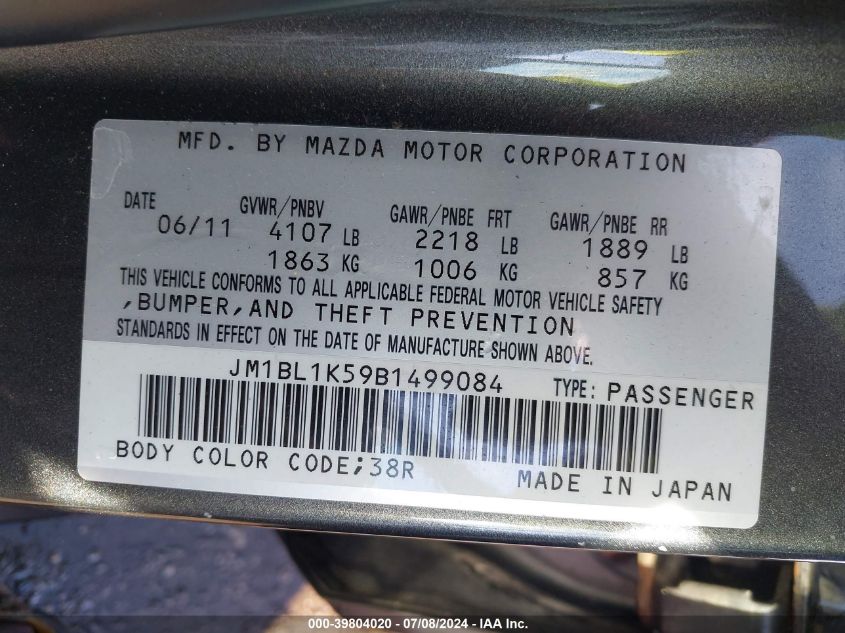 MFD. BY MAZDA MOTOR CORPORATION
DATE GVWR/PNBV GAWR/PNBE FRT GAWR/PNBE RR
06/11 4107 LB 2218 LB 1889 LB
1863 KG 1006 KG 857 KG
THIS VEHICLE CONFORMS TO ALL APPLICABLE FEDERAL MOTOR VEHICLE SAFETY
,BUMPER,AND THEFT PREVENTION
STANDARDS IN EFFECT ON THE DATE OF MANUFACTURE SHOWN ABOVE.
JM1BL1K59B1499084 TYPE: PASSENGER
BODY COLOR CODE;38R MADE IN JAPAN
000-39804020 - 07/08/2024 - IAA Inc.